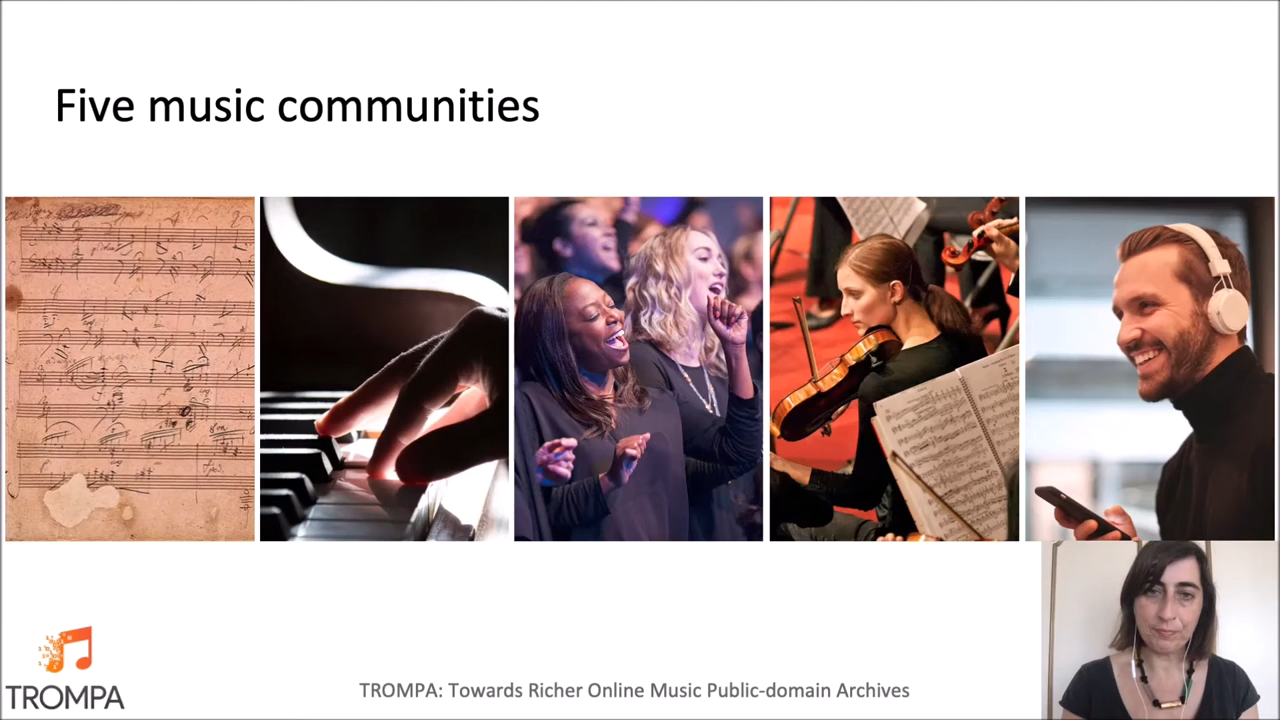 Five music communities
TROMPA
TROMPA: Towards Richer Online Music Public-domain Archives